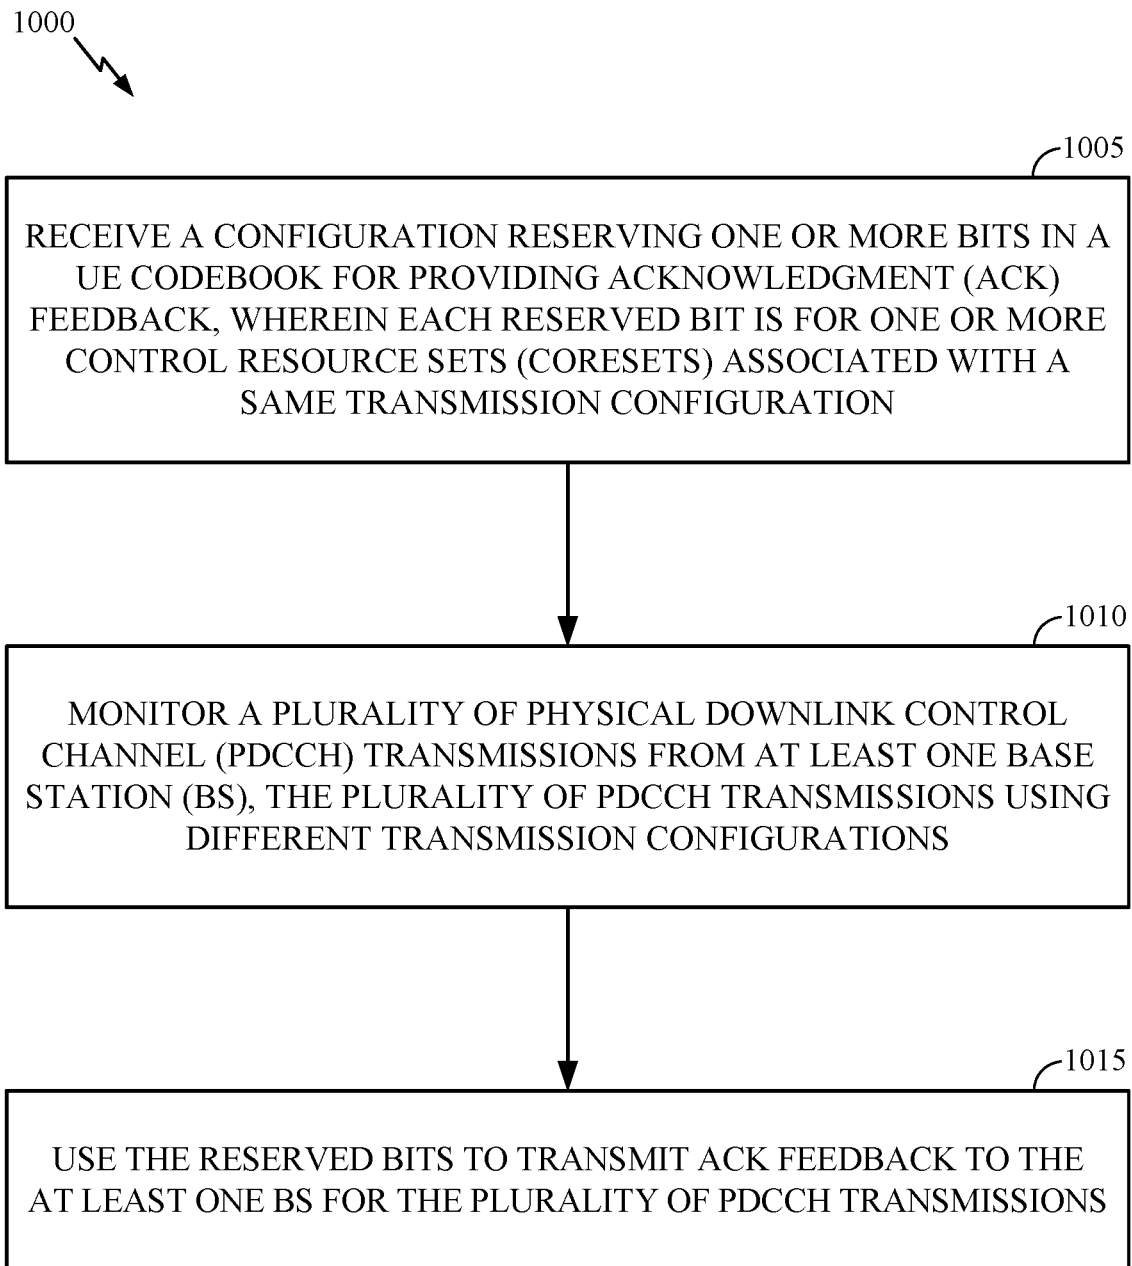 1000
1005
RECEIVE A CONFIGURATION RESERVING ONE OR MORE BITS IN A
UE CODEBOOK FOR PROVIDING ACKNOWLEDGMENT (ACK)
FEEDBACK, WHEREIN EACH RESERVED BIT IS FOR ONE OR MORE
CONTROL RESOURCE SETS (CORESETS) ASSOCIATED WITH A
SAME TRANSMISSION CONFIGURATION
1010
MONITOR A PLURALITY OF PHYSICAL DOWNLINK CONTROL
CHANNEL (PDCCH) TRANSMISSIONS FROM AT LEAST ONE BASE
STATION (BS), THE PLURALITY OF PDCCH TRANSMISSIONS USING
DIFFERENT TRANSMISSION CONFIGURATIONS
1015
USE THE RESERVED BITS TO TRANSMIT ACK FEEDBACK TO THE
AT LEAST ONE BS FOR THE PLURALITY OF PDCCH TRANSMISSIONS